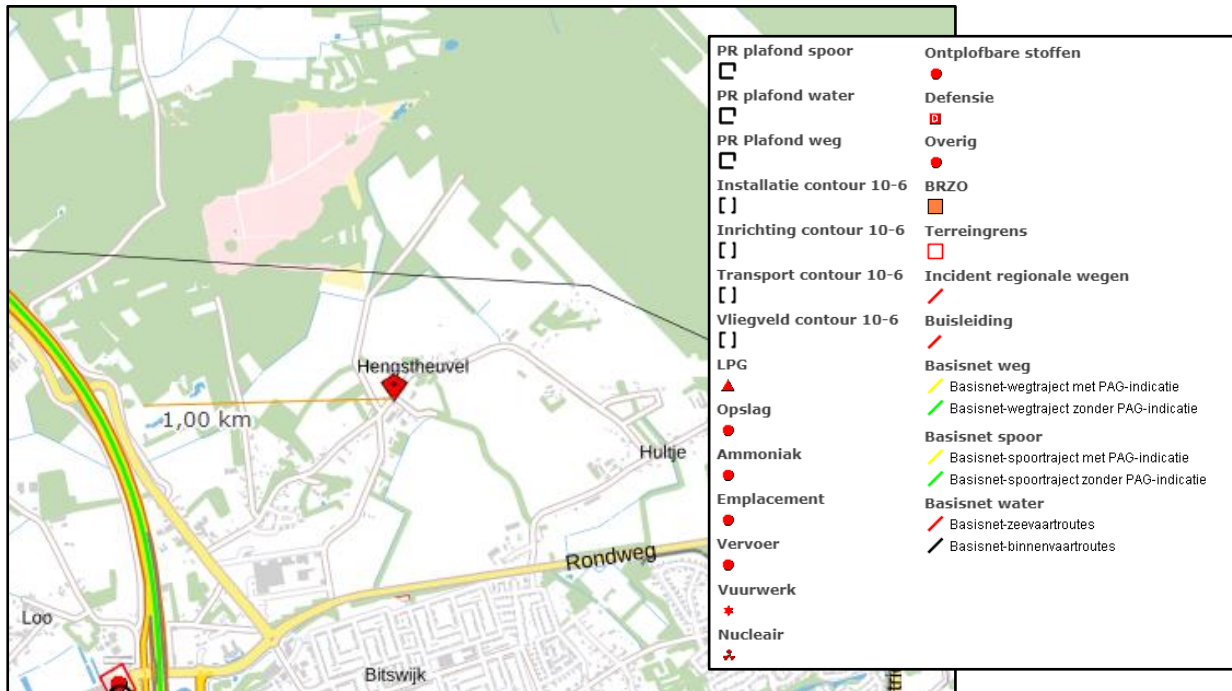 Hengstheuvel
1,00 km
Hultje
Rondweg
Loo
Bitswijk
PR plafond spoor
PR plafond water
PR Plafond weg
Installatie contour 10-6
Inrichting contour 10-6
Transport contour 10-6
Vliegveld contour 10-6
LPG
Opslag
Ammoniak
Emplacement
Vervoer
Vuurwerk
Nucleair
Ontplofbare stoffen
Defensie
D
Overig
BRZO
Terreingrens
Incident regionale wegen
Buisleiding
Basisnet weg
Basisnet-wegtraject met PAG-indicatie
Basisnet-wegtraject zonder PAG-indicatie
Basisnet spoor
Basisnet-spoortraject met PAG-indicatie
Basisnet-spoortraject zonder PAG-indicatie
Basisnet water
Basisnet-zeevaartroutes
Basisnet-binnenvaartroutes